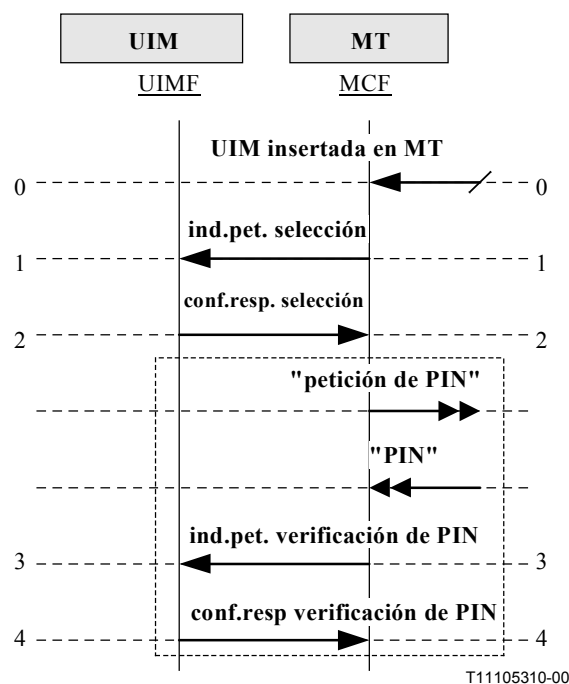 UIM MT
UIMF MCF
UIM insertada en MT
0 0
ind.pet. selección
1 1
conf.resp. selección
2 2
"petición de PIN"
"PIN"
ind.pet. verificación de PIN
3 3
conf.resp verificación de PIN
4 4
T11105310-00